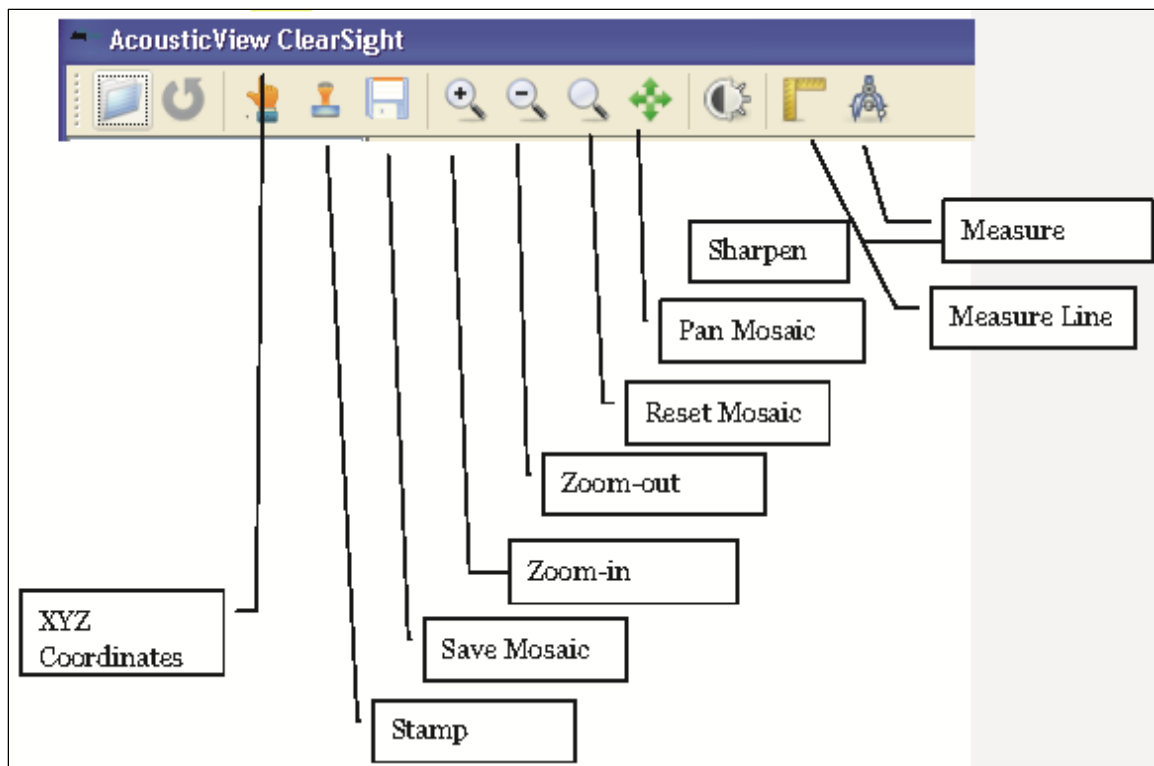 AcousticView ClearSight
Measure
Sharpen
Measure Line
Pan Mosaic
Reset Mosaic
Zoom-out
Zoom-in
XYZ
Coordinates
Save Mosaic
Stamp